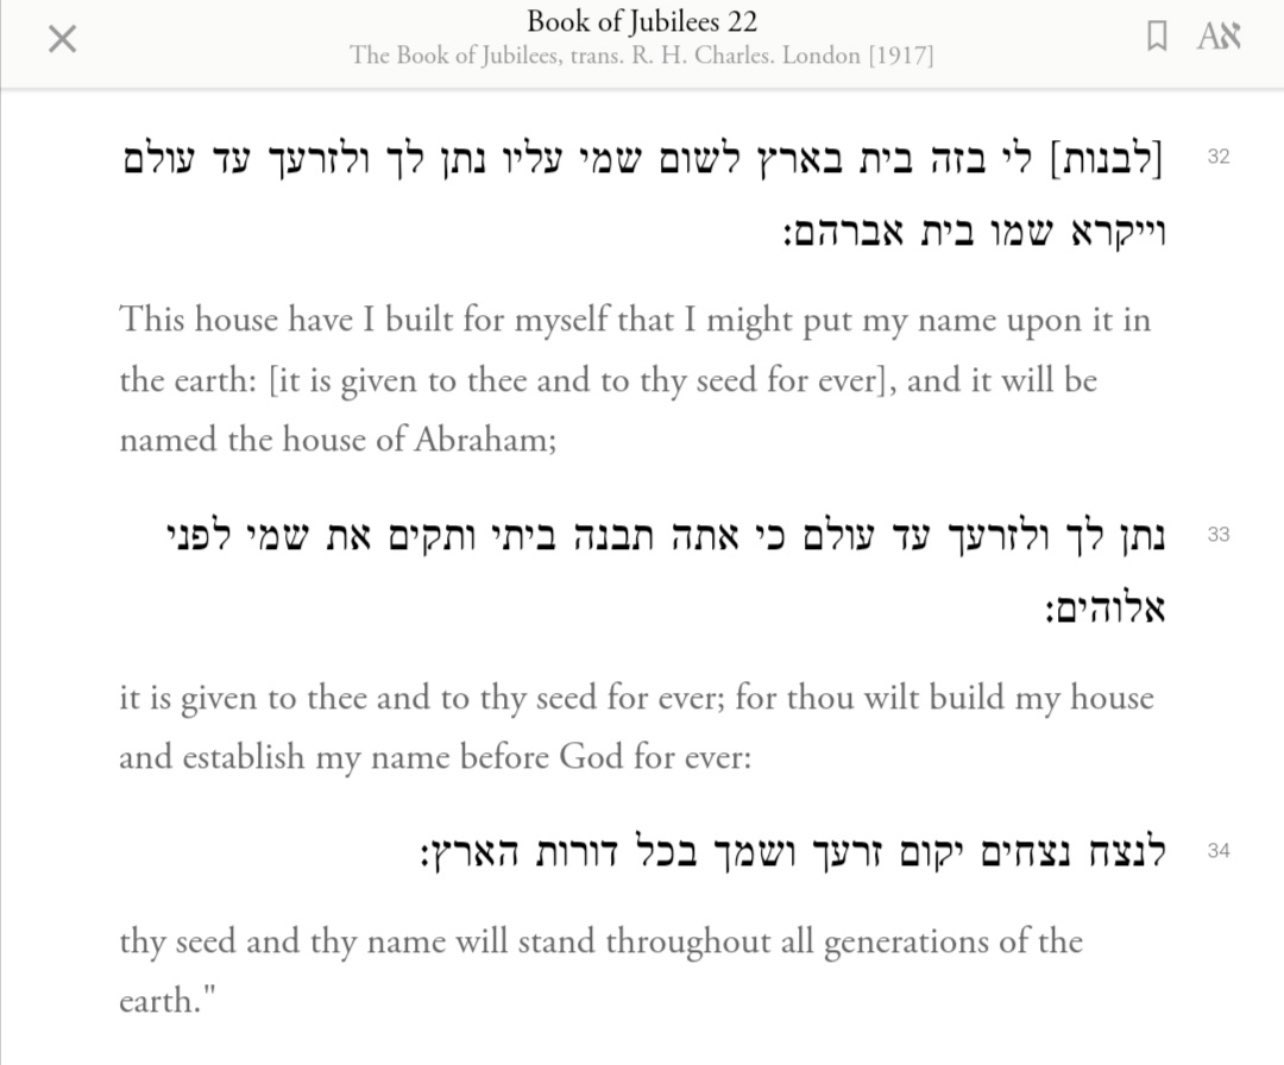 Book of Jubilees 22
The Book of Jubilees, trans. R. H. Charles. London [1917]
Aא
32
[לבנות] לי בזה בית בארץ לשום שמי עליו נתן לך ולזרעך עד עולם
וייקרא שמו בית אברהם:
This house have I built for myself that I might put my name upon it in
the earth: [it is given to thee and to thy seed for ever], and it will be
named the house of Abraham;
33
נתן לך ולזרעך עד עולם כי אתה תבנה ביתי ותקים את שמי לפני
אלוהים:
it is given to thee and to thy seed for ever; for thou wilt build my house
and establish my name before God for ever:
34
לנצח נצחים יקום זרעך ושמך בכל דורות הארץ:
thy seed and thy name will stand throughout all generations of the
earth."